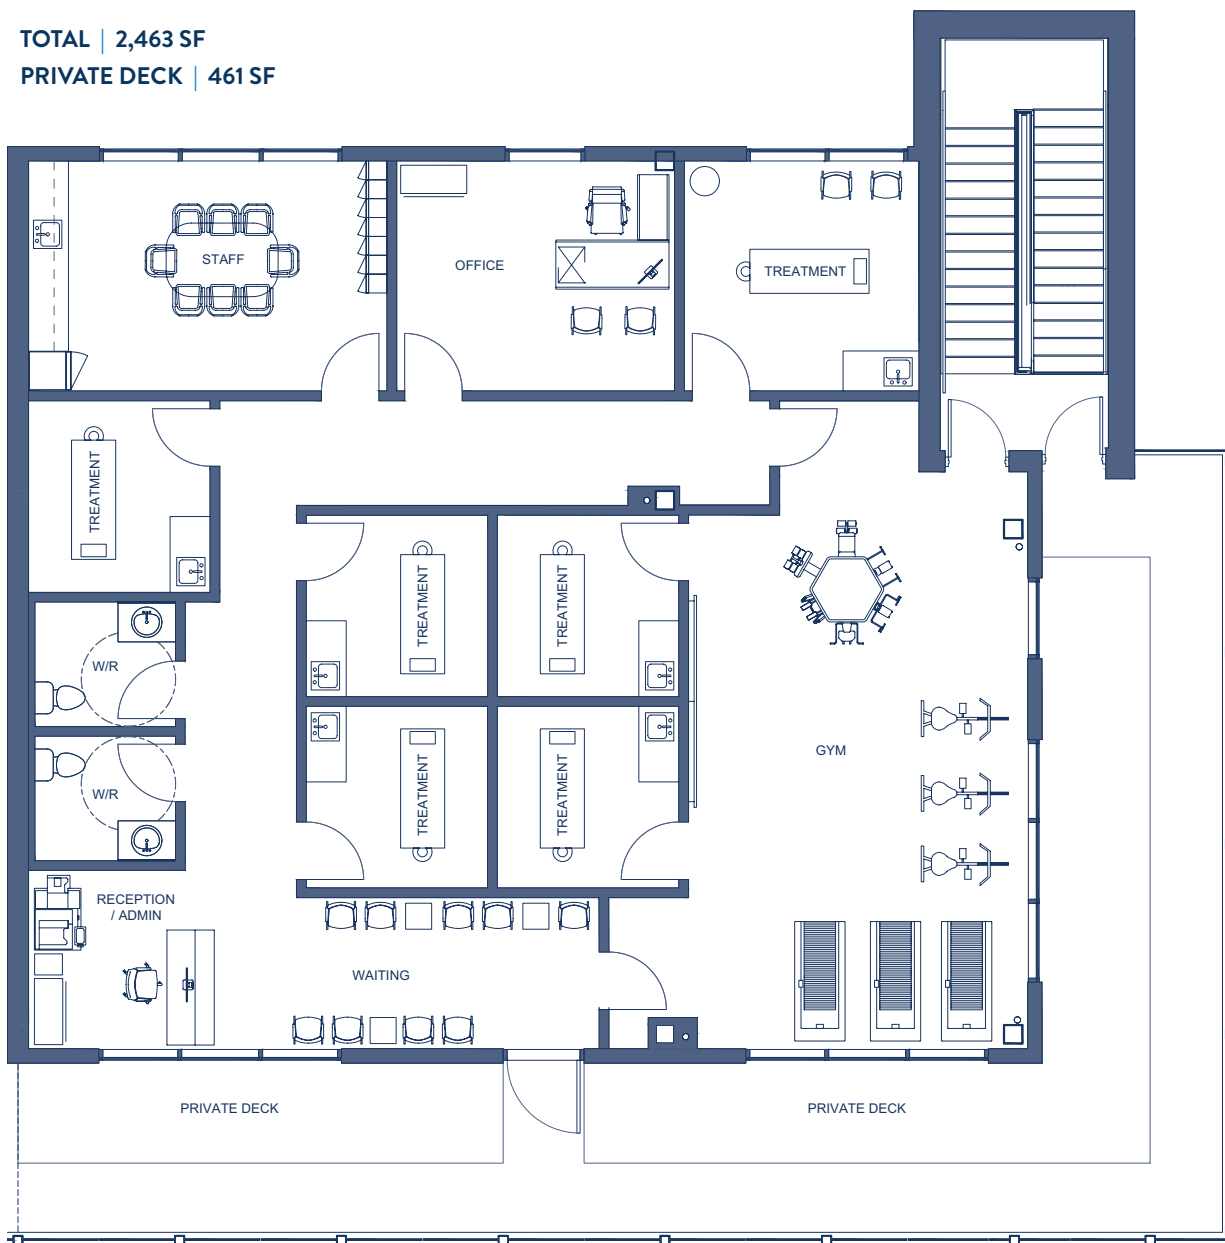 TOTAL | 2,463 SF
PRIVATE DECK | 461 SF
STAFF
OFFICE
TREATMENT
TREATMENT
TREATMENT
TREATMENT
W/R
GYM
W/R
TREATMENT
TREATMENT
RECEPTION
/ ADMIN
WAITING
PRIVATE DECK
PRIVATE DECK